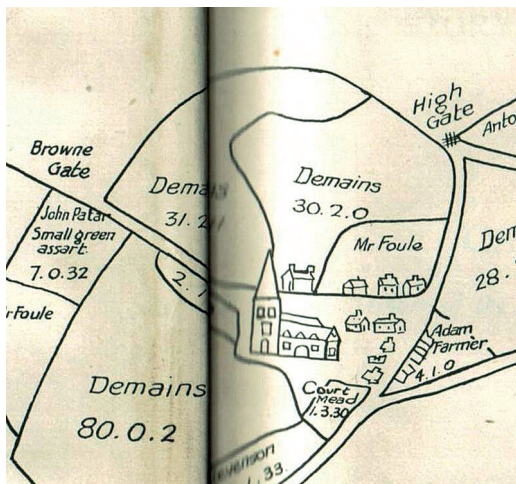 High
Gate
Browne
Gate
Demains
30.2.0
Mr Foule
John Patar
Small green
assart.
7.0.32
Foule
28.
Adam
Farmer
4.1.0
Demains
80.0.2
Court
Mead
1.3.30